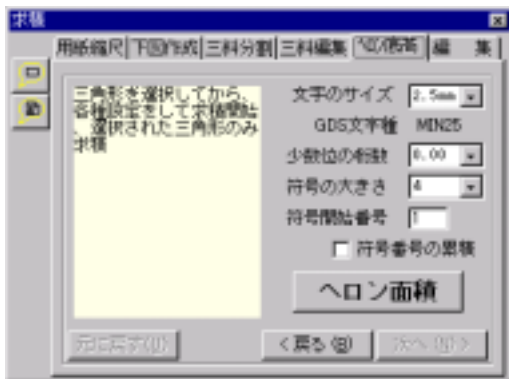 求積
用紙縮尺 下図作成 三斜分割 三斜編集 編 集
三角形を選択してから、
各種設定をして求積開始
、選択された三角形のみ
求積
文字のサイズ 2.5mm
GDS文字種 MIN25
少数位の桁数 0.00
符号の大きさ 4
符号開始番号 1
符号番号の累積
ヘロン面積
元に戻す(U) <戻る(B) 次へ(N)>